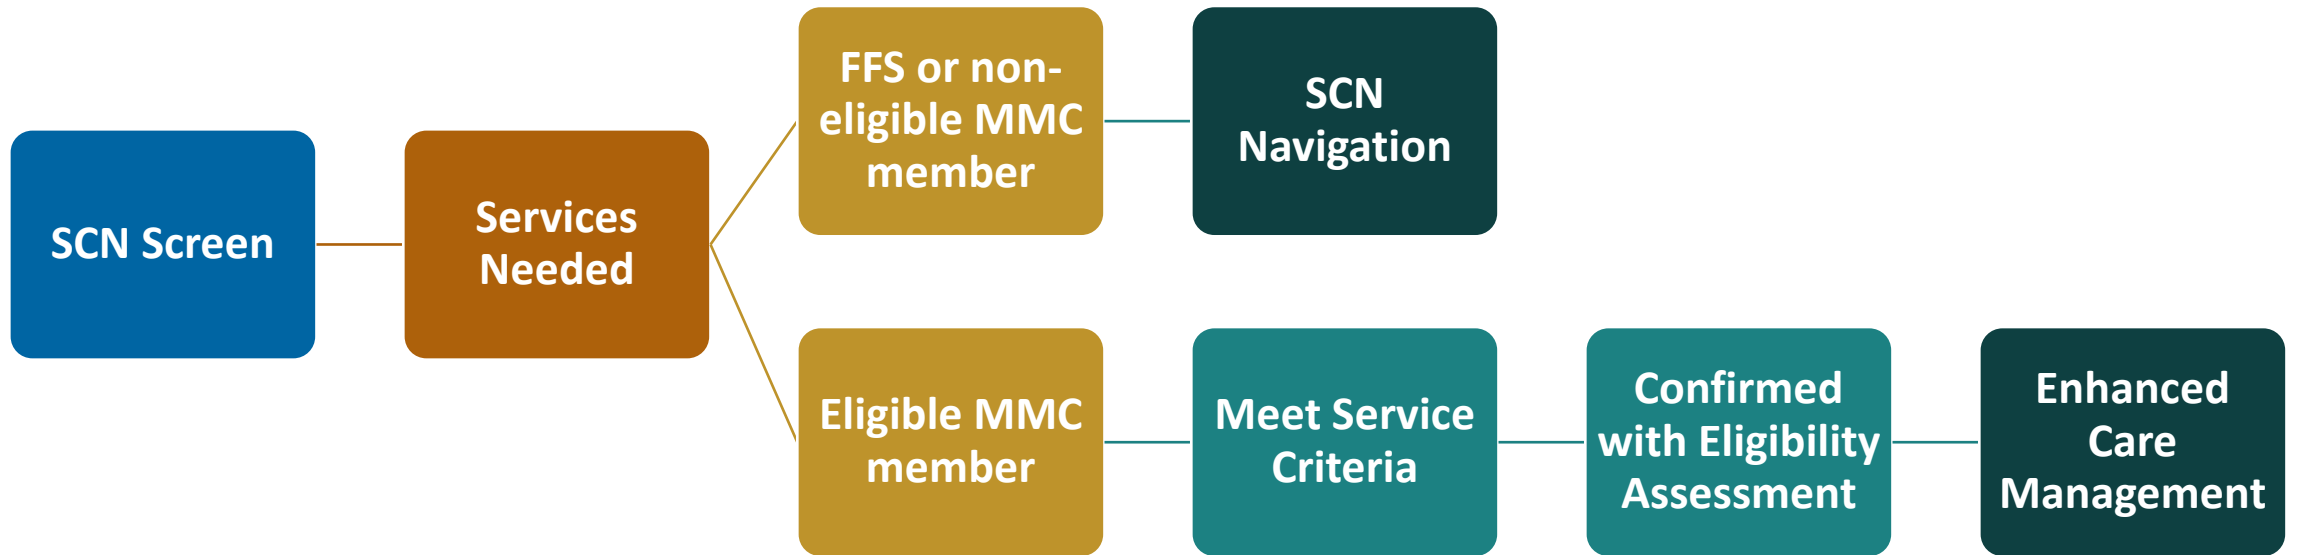 SCN Screen
Services
Needed
FFS or non-
eligible MMC
member
SCN
Navigation
Eligible MMC
member
Meet Service
Criteria
Confirmed
with Eligibility
Assessment
Enhanced
Care
Management